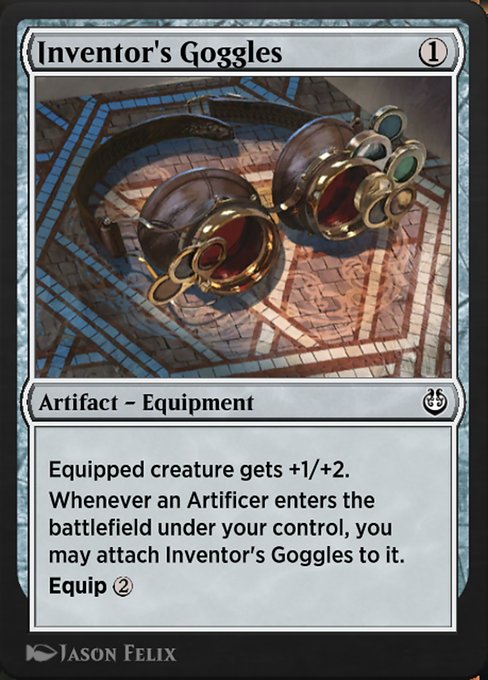 Inventor's Goggles 1
Artifact – Equipment
Equipped creature gets +1/+2.
Whenever an Artificer enters the
battlefield under your control, you
may attach Inventor's Goggles to it.
Equip 2
Jason Felix